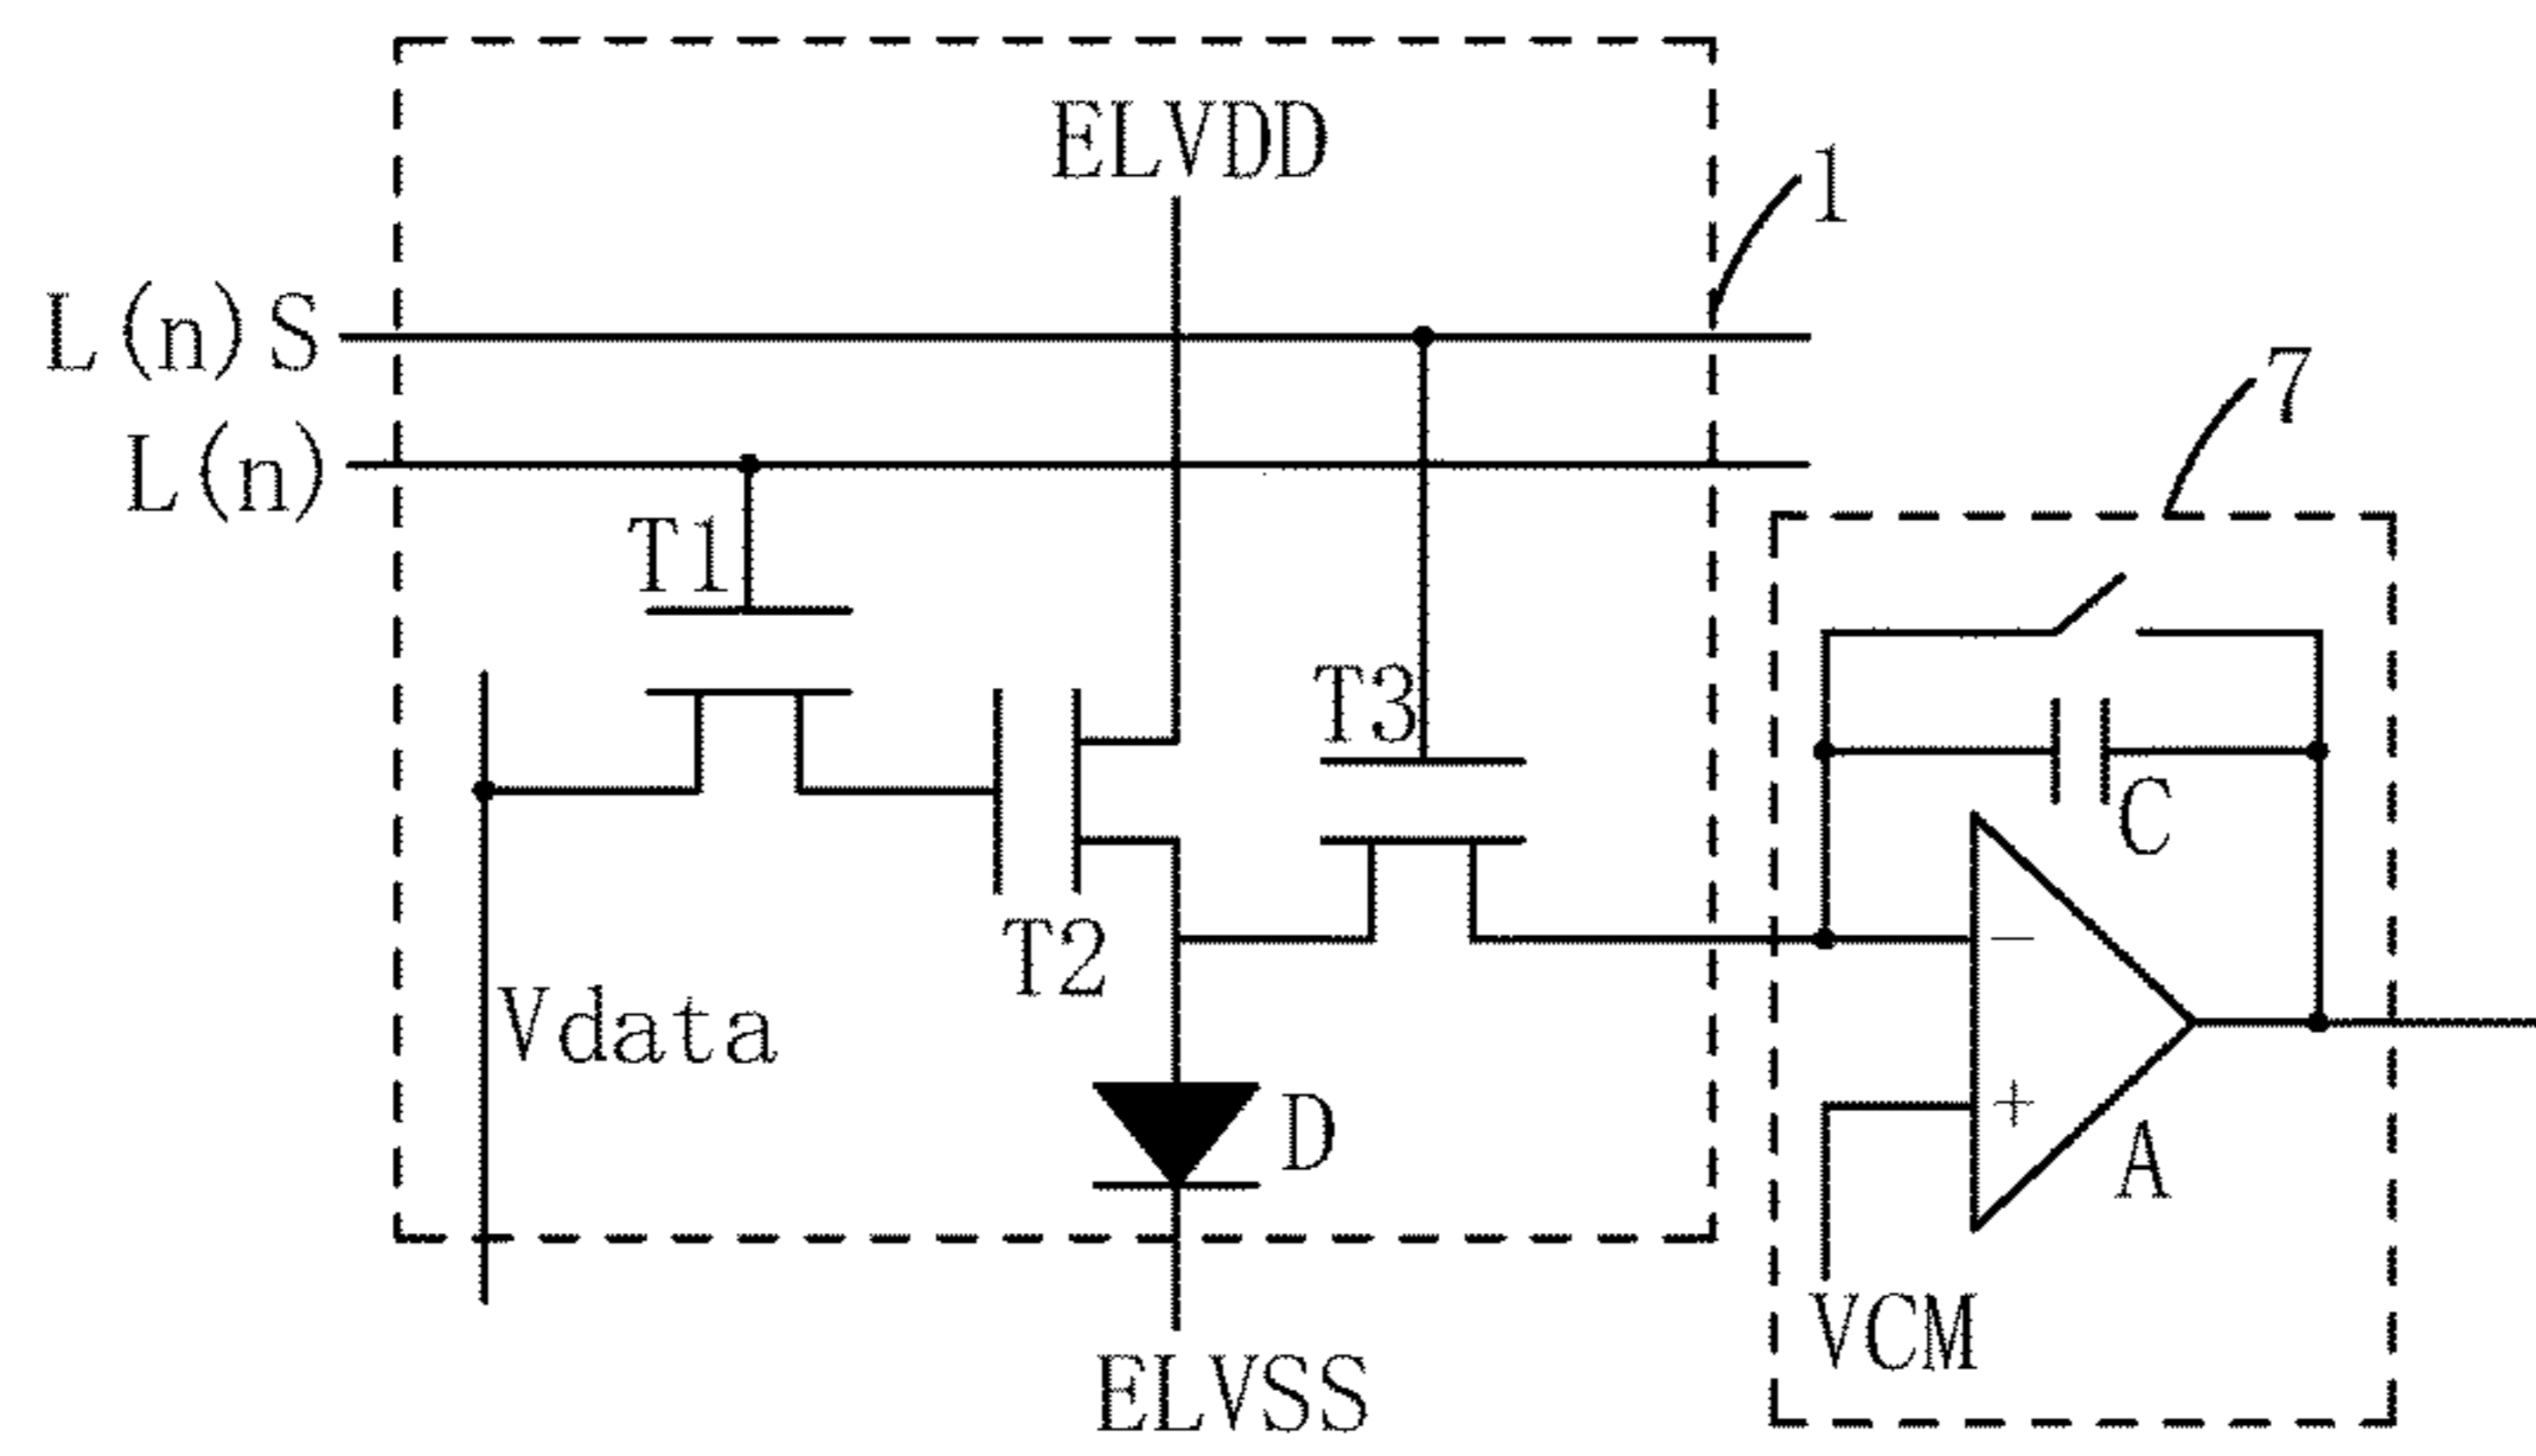 ELVDD
1
L(n)S
7
L(n)
T1
T3
C
T2
Vdata
−
+
D
A
VCM
ELVSS